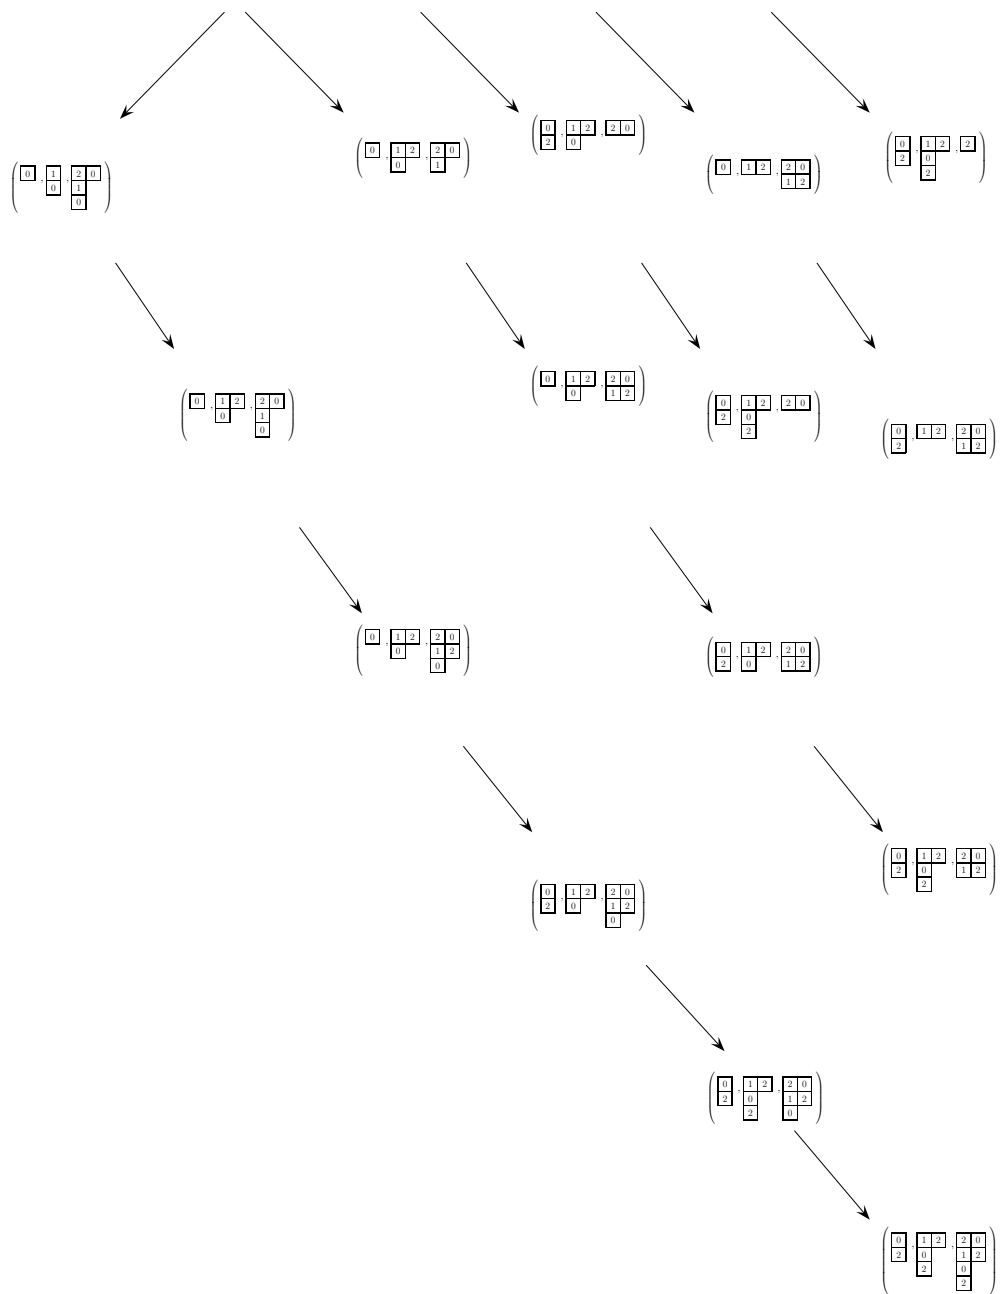 ( 0 , 1 0 , 2 0 1 0 )
( 0 , 1 2 0 , 2 0 1 )
( 0 2 , 1 2 0 , 2 0 )
( 0 , 1 2 , 2 0 1 2 )
( 0 2 , 1 2 0 2 , 2 )
( 0 , 1 2 0 , 2 0 1 0 )
( 0 , 1 2 0 , 2 0 1 2 )
( 0 2 , 1 2 0 2 , 2 0 )
( 0 2 , 1 2 , 2 0 1 2 )
( 0 , 1 2 0 , 2 0 1 2 0 )
( 0 2 , 1 2 0 , 2 0 1 2 )
( 0 2 , 1 2 0 , 2 0 1 2 0 )
( 0 2 , 1 2 0 2 , 2 0 1 2 )
( 0 2 , 1 2 0 2 , 2 0 1 2 0 )
( 0 2 , 1 2 0 2 , 2 0 1 2 0 2 )